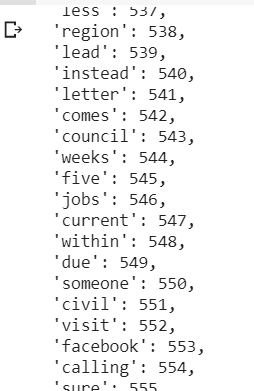 'less': 537,
'region': 538,
'lead': 539,
'instead': 540,
'letter': 541,
'comes': 542,
'council': 543,
'weeks': 544,
'five': 545,
'jobs': 546,
'current': 547,
'within': 548,
'due': 549,
'someone': 550,
'civil': 551,
'visit': 552,
'facebook': 553,
'calling': 554,
'sure': 555